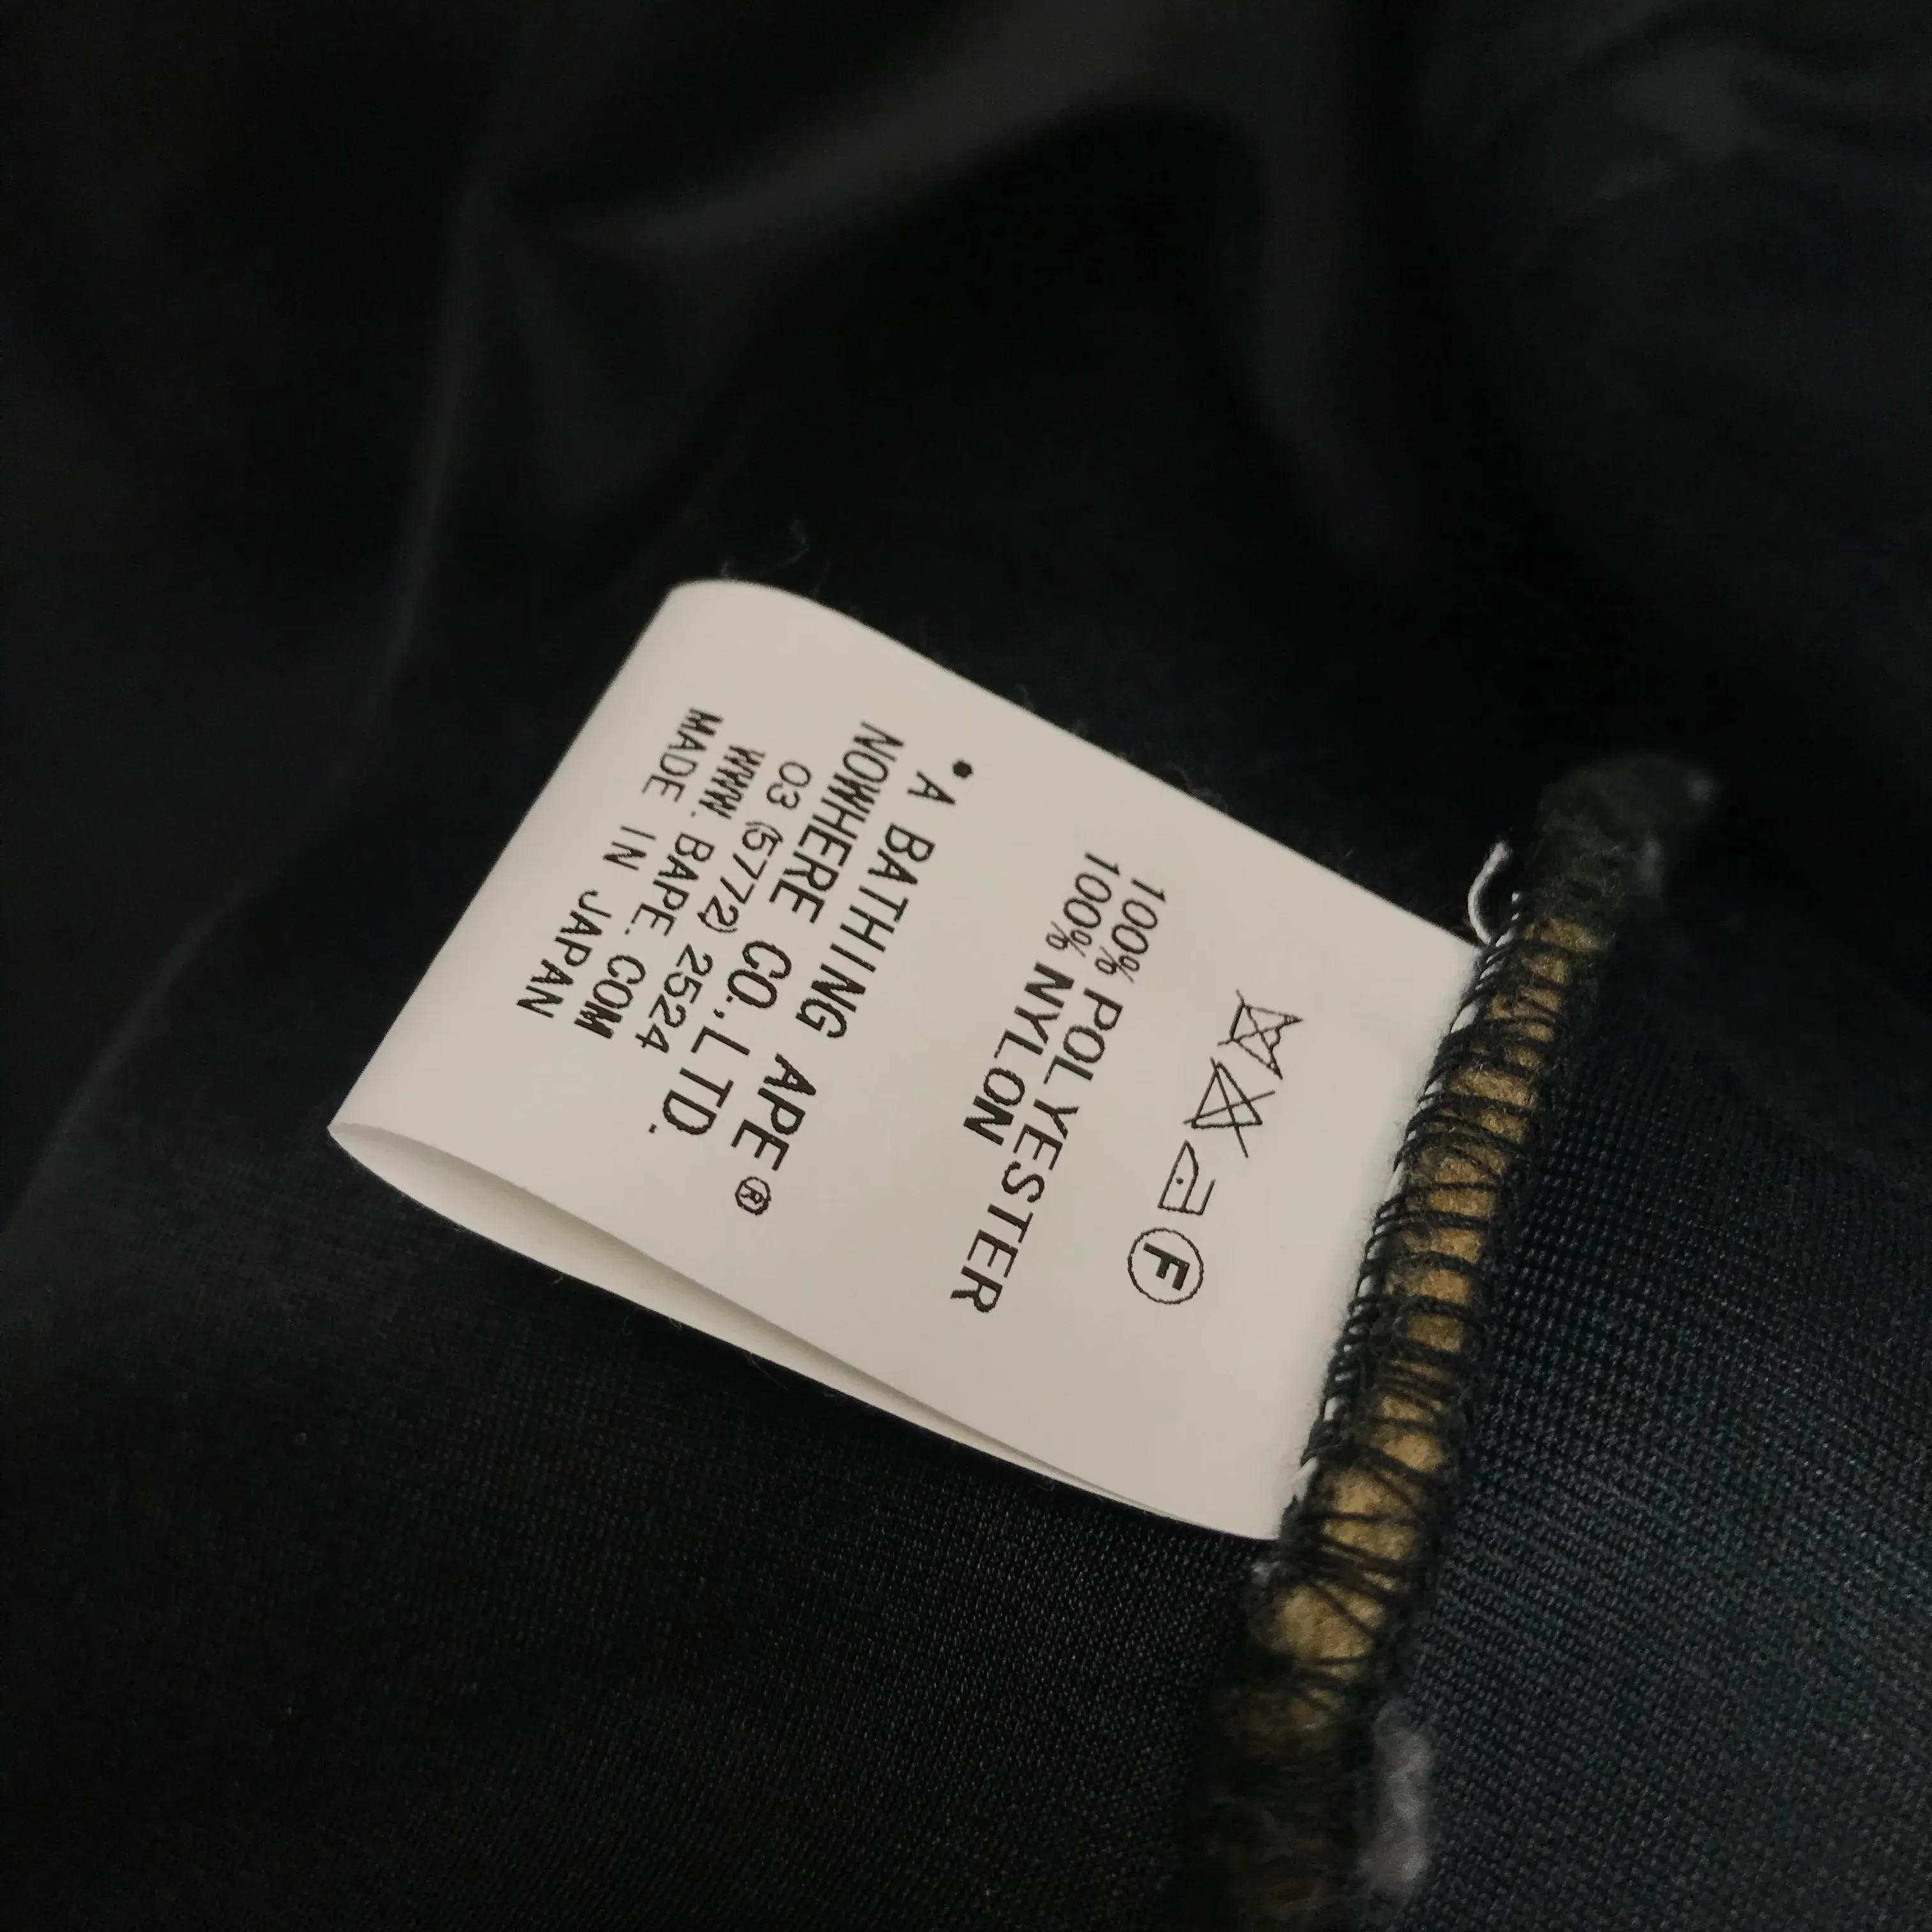 F
100% POLYESTER
100% NYLON
• A BATHING APE®
NOWHERE CO.,LTD.
03 (5772) 2524
WWW. BAPE. COM
MADE IN JAPAN